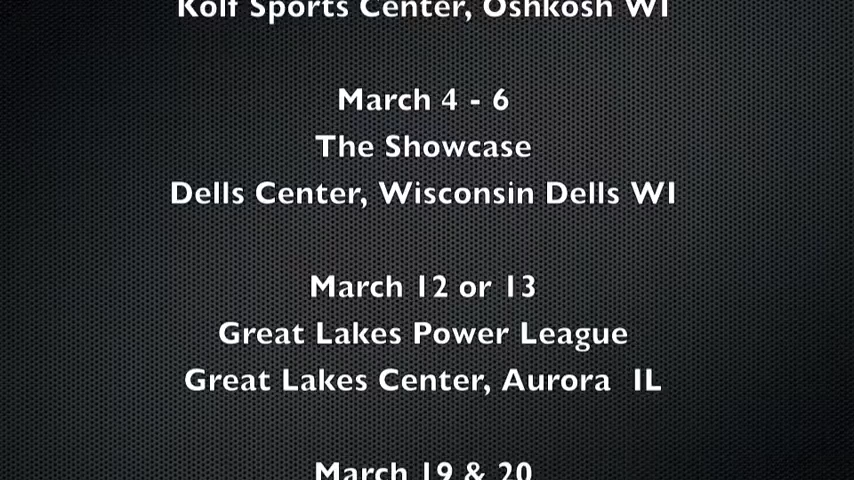 Kolf Sports Center, Oshkosh WI
March 4 - 6
The Showcase
Dells Center, Wisconsin Dells WI
March 12 or 13
Great Lakes Power League
Great Lakes Center, Aurora  IL
March 19 & 20